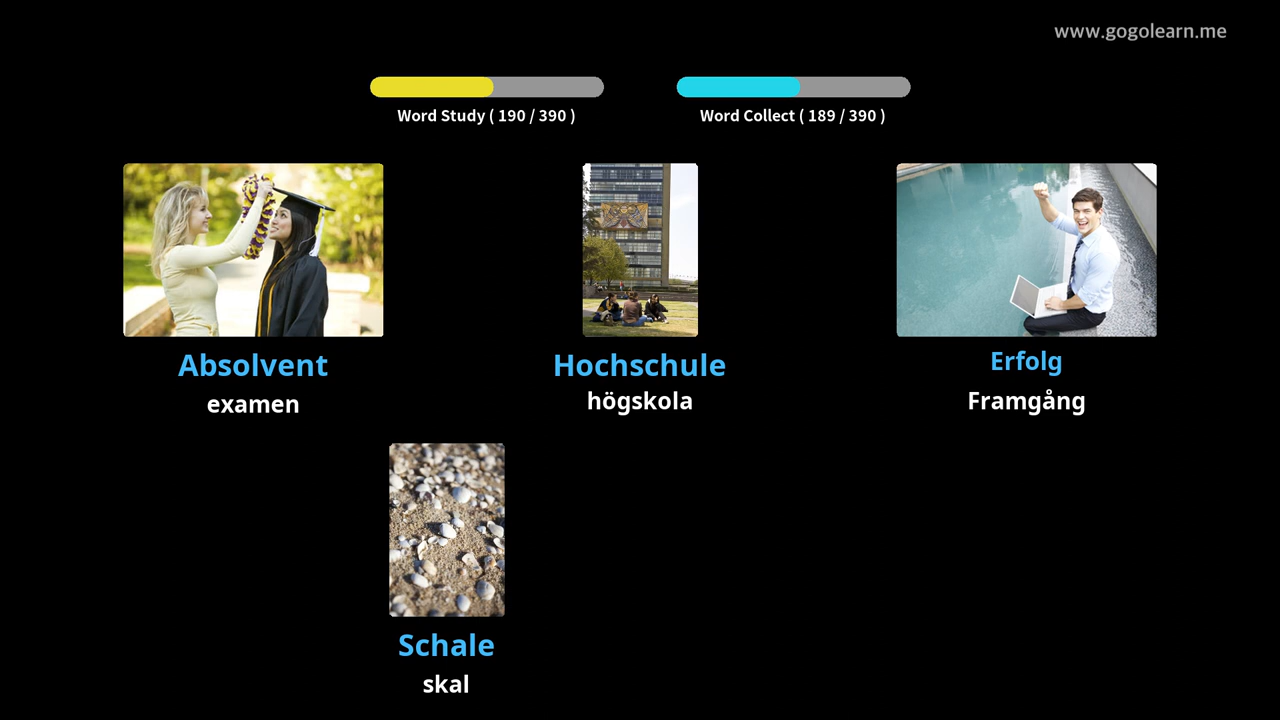 www.gogolearn.me
Word Study ( 190 / 390 )
Word Collect ( 189 / 390 )
Absolvent
examen
Hochschule
högskola
Erfolg
Framgång
Schale
skal